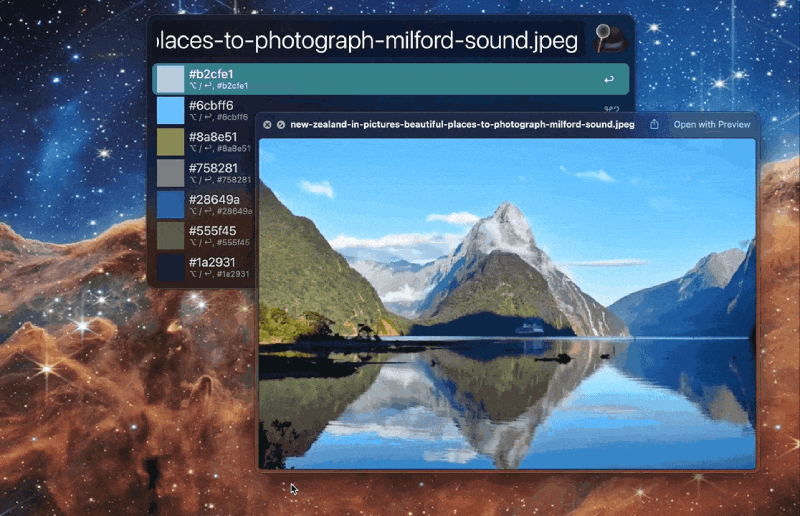 laces-to-photograph-milford-sound.jpeg
#b2cfe1
⌥ / ↩, #b2cfe1
#6cbff6
⌥ / ↩, #6cbff6
⌘2
#8a8e51
⌥ / ↩, #8a8e51
#758281
⌥ / ↩, #758281
#28649a
⌥ / ↩, #28649a
#555f45
⌥ / ↩, #555f45
#1a2931
⌥ / ↩, #1a2931
new-zealand-in-pictures-beautiful-places-to-photograph-milford-sound.jpeg
Open with Preview